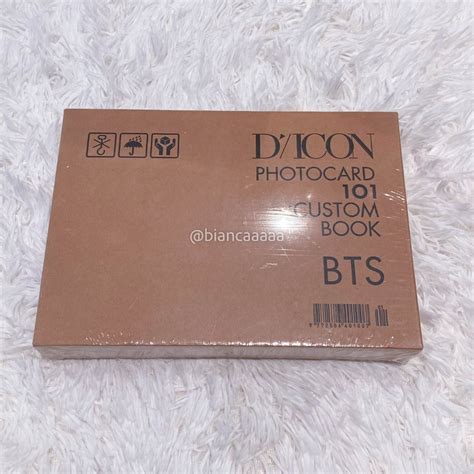 D/ICON
PHOTOCARD
101
CUSTOM
BOOK
@biancaaaaa
BTS